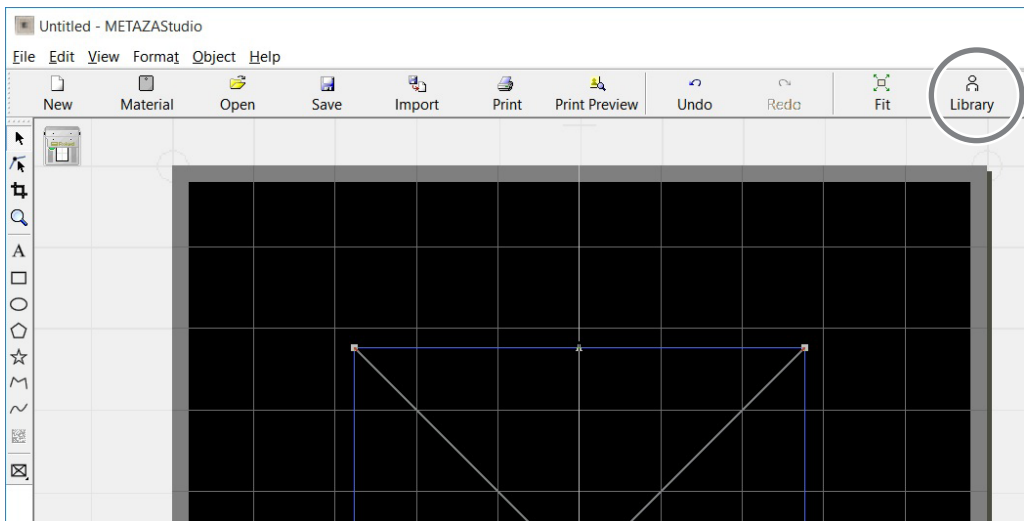 Untitled - METAZAStudio
File Edit View Format Object Help
New Material Open Save Import Print Print Preview Undo Redo Fit Library
A